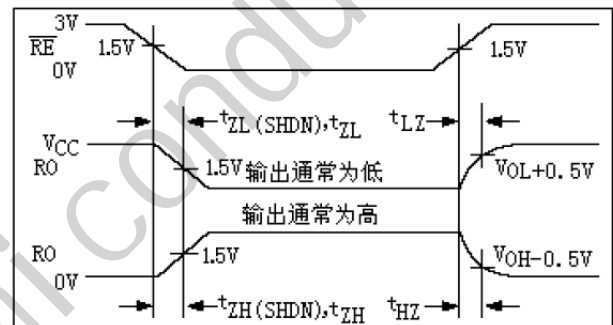 3V
RE 1.5V 1.5V
0V
tZL(SHDN),tZL tLZ
VCC
RO 1.5V 输出通常为低 VOL+0.5V
输出通常为高
RO 1.5V VOH-0.5V
0V
tZH(SHDN),tZH tHZ